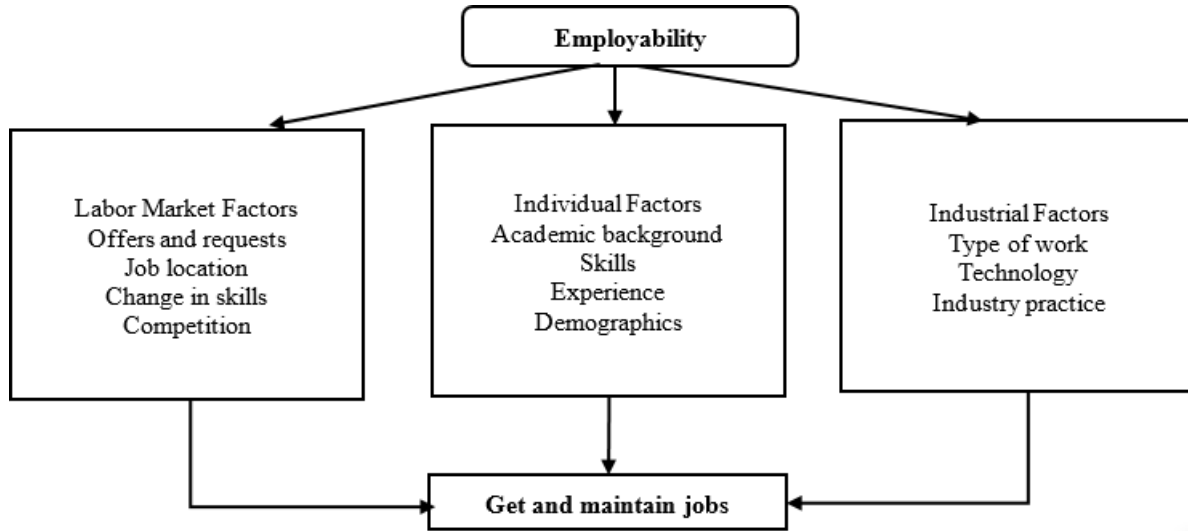 Employability
Labor Market Factors
Offers and requests
Job location
Change in skills
Competition
Individual Factors
Academic background
Skills
Experience
Demographics
Industrial Factors
Type of work
Technology
Industry practice
Get and maintain jobs